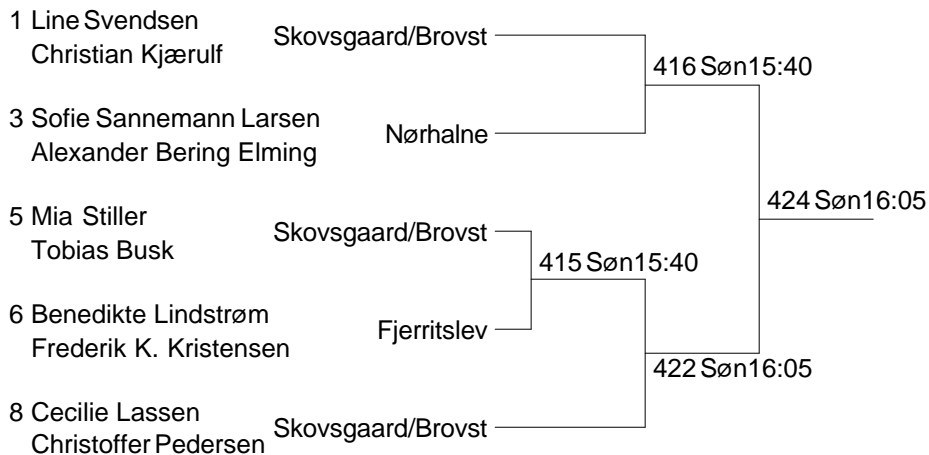 1 Line Svendsen
Christian Kjærulf
Skovsgaard/Brovst
416 Søn15:40
3 Sofie Sannemann Larsen
Alexander Bering Elming
Nørhalne
424 Søn16:05
5 Mia Stiller
Tobias Busk
Skovsgaard/Brovst
415 Søn15:40
6 Benedikte Lindstrøm
Frederik K. Kristensen
Fjerritslev
422 Søn16:05
8 Cecilie Lassen
Christoffer Pedersen
Skovsgaard/Brovst